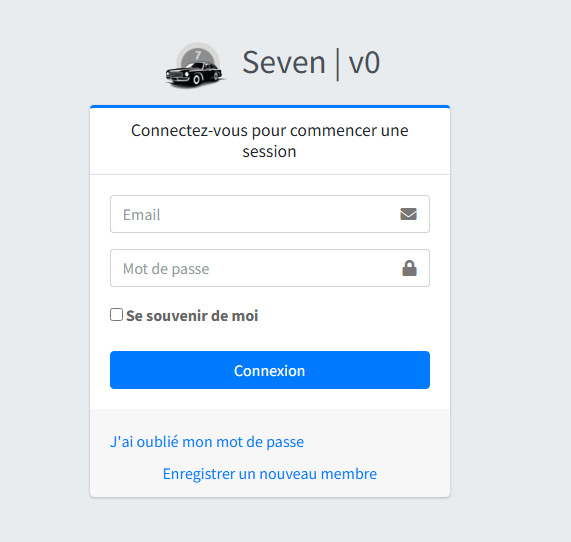 7
Seven | v0
Connectez-vous pour commencer une
session
Email
Mot de passe
Se souvenir de moi
Connexion
J'ai oublié mon mot de passe
Enregistrer un nouveau membre